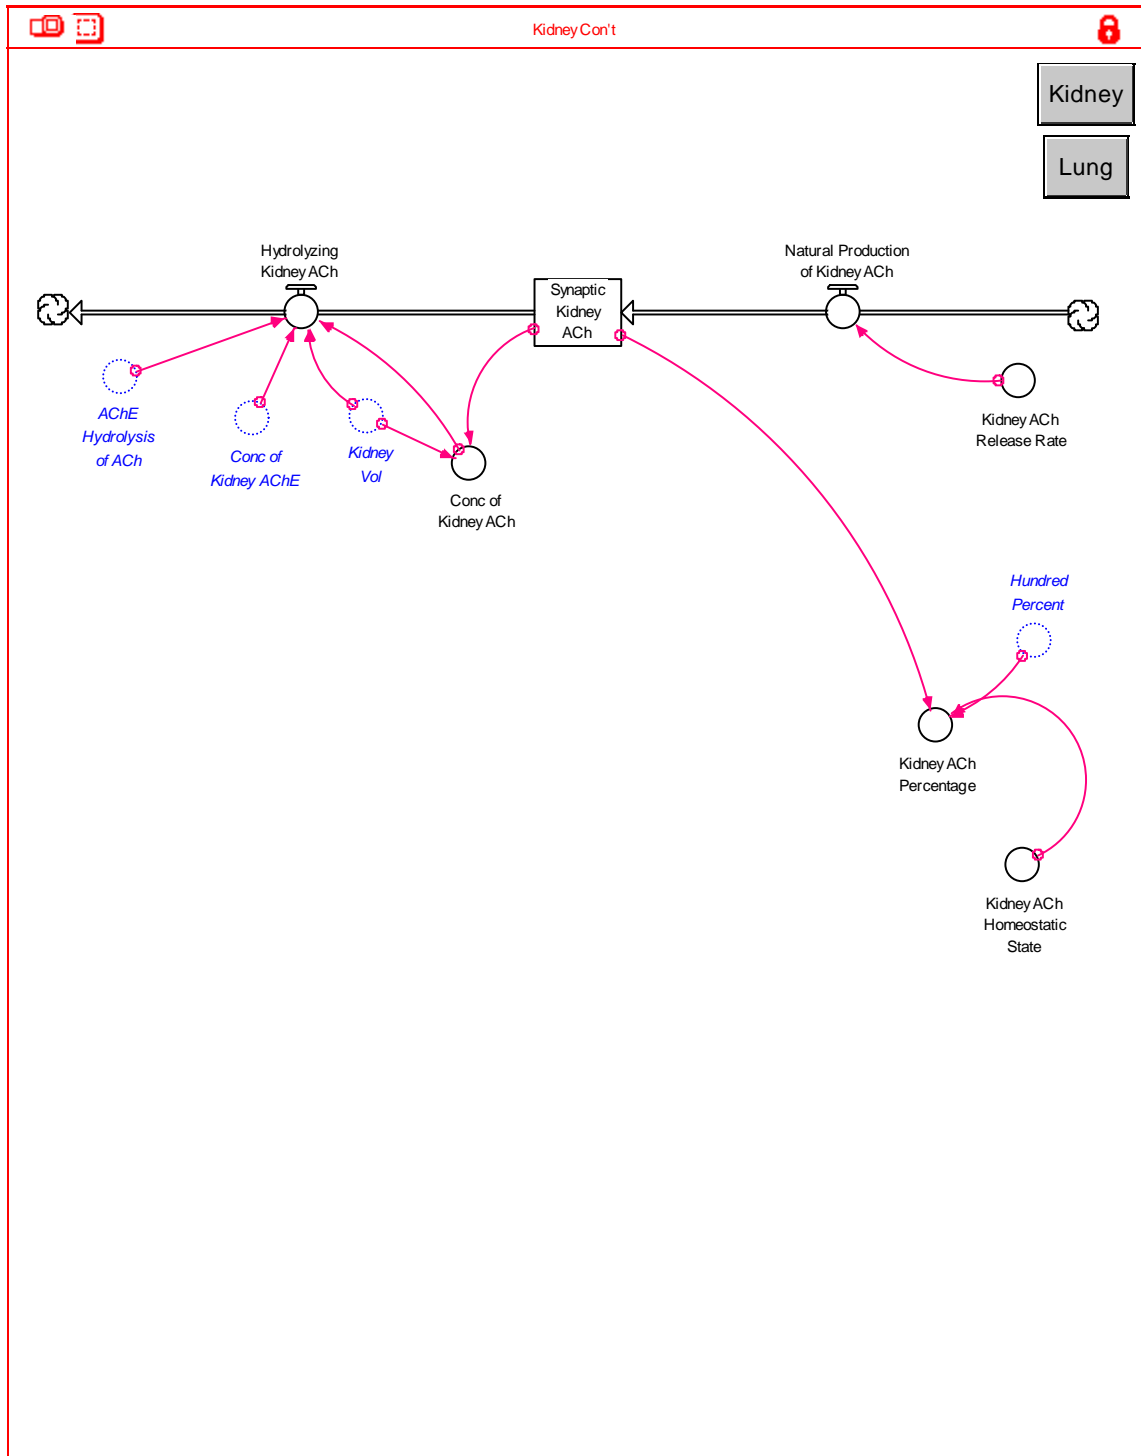 Kidney Con't
Kidney
Lung
Hydrolyzing
Kidney ACh
Natural Production
of Kidney ACh
Synaptic
Kidney
ACh
AChE
Hydrolysis
of ACh
Conc of
Kidney AChE
Kidney
Vol
Conc of
Kidney ACh
Kidney ACh
Release Rate
Hundred
Percent
Kidney ACh
Percentage
Kidney ACh
Homeostatic
State